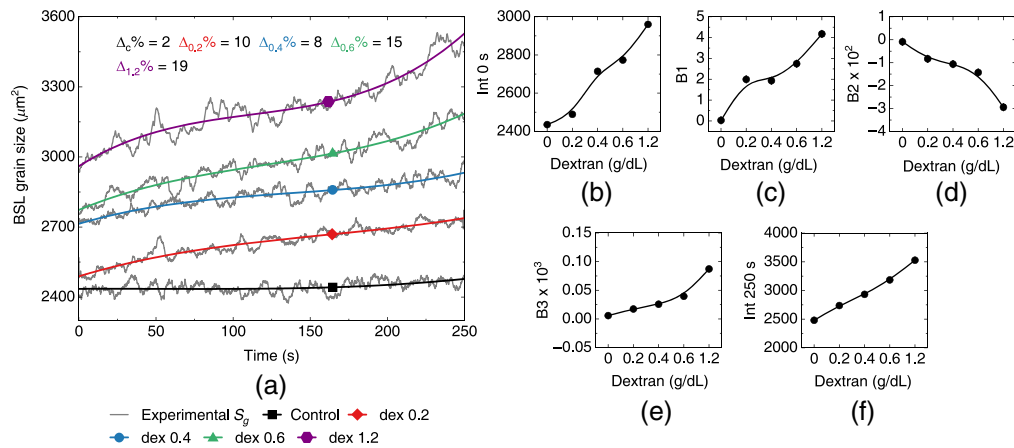 Δc% = 2 Δ0.2% = 10 Δ0.4% = 8 Δ0.6% = 15
Δ1.2% = 19
BSL grain size (μm²)
3600
3300
3000
2700
2400
0 50 100 150 200 250
Time (s)
(a)
Experimental Sg Control dex 0.2
dex 0.4 dex 0.6 dex 1.2
Int 0 s
3000
2800
2600
2400
0 0.2 0.4 0.6 1.2
Dextran (g/dL)
(b)
B1
5
4
3
2
1
0
0 0.2 0.4 0.6 1.2
Dextran (g/dL)
(c)
B2 x 10²
1
0
−1
−2
−3
−4
0 0.2 0.4 0.6 1.2
Dextran (g/dL)
(d)
B3 x 10³
0.15
0.10
0.05
0.00
−0.05
0 0.2 0.4 0.6 1.2
Dextran (g/dL)
(e)
Int 250 s
4000
3500
3000
2500
2000
0 0.2 0.4 0.6 1.2
Dextran (g/dL)
(f)